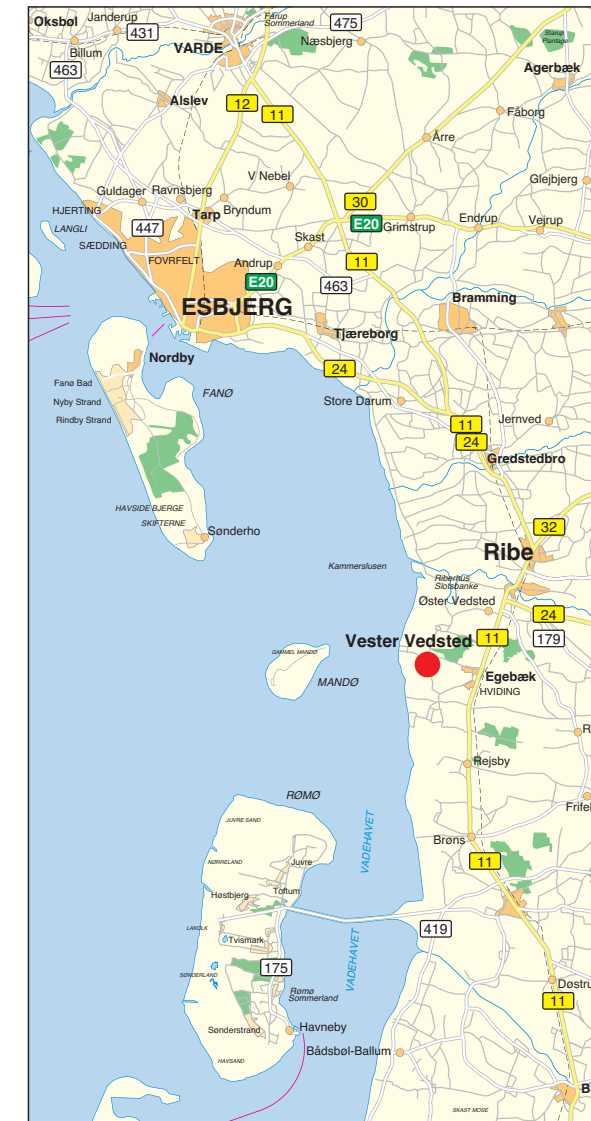 Oksbøl
Janderup
431
Billum
463
VARDE
Fårup
Sommerland
475
Næsbjerg
Slarup
Plantage
Agerbæk
Alslev
12
11
Fåborg
Årre
V Nebel
Glejbjerg
Guldager
Ravnsbjerg
30
HJERTING
Tarp
Bryndum
LANGLI
447
E20
Grimstrup
Endrup
Vejrup
SÆDDING
Skast
FOVRFELT
Andrup
11
E20
463
ESBJERG
Bramming
Tjæreborg
Nordby
24
Fanø Bad
FANØ
Nyby Strand
Store Darum
Rindby Strand
11
Jernved
24
Gredstedbro
HAVSIDE BJERGE
SKIFTERNE
Sønderho
32
Ribe
Kammerslusen
Riberhus
Slotsbanke
Øster Vedsted
24
Vester Vedsted
11
179
GAMMEL MANDØ
MANDØ
Egebæk
HVIDING
R
Rejsby
RØMØ
Frifel
JUVRE SAND
VADEHAVET
Brøns
NØRRELAND
Juvre
11
Høstbjerg
Toftum
LAKOLK
419
Tvismark
VADEHAVET
SØNDERLAND
175
Døstru
Rømø
Sommerland
11
Sønderstrand
Havneby
Bådsbøl-Ballum
HAVSAND
B
SKAST MOSE